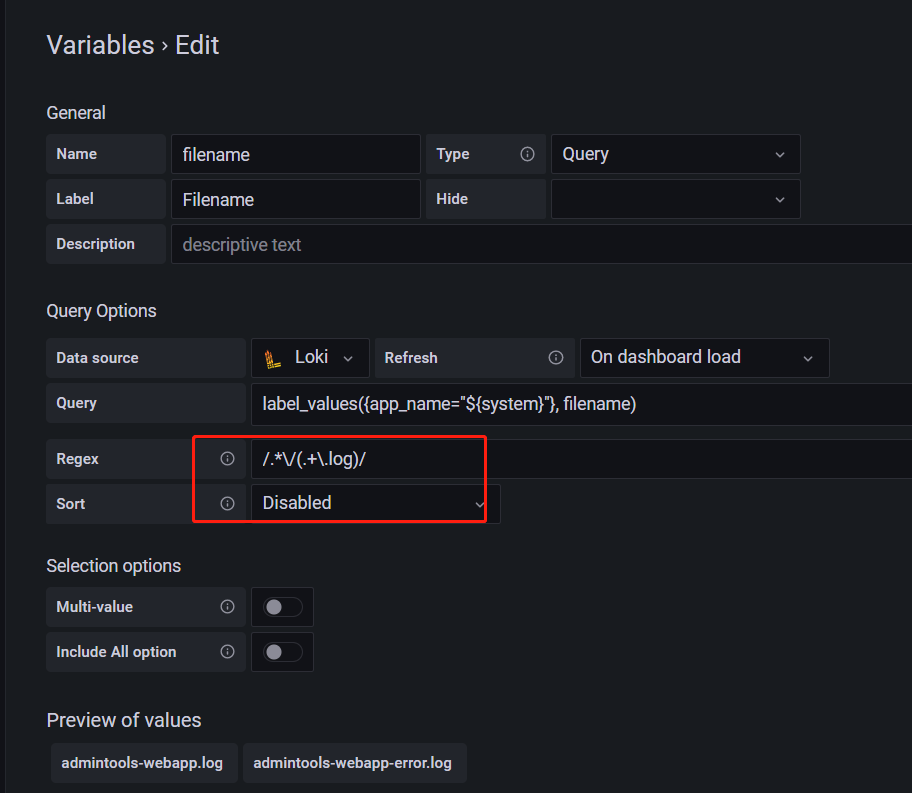 Variables › Edit
General
Name filename Type Query
Label Filename Hide
Description descriptive text
Query Options
Data source Loki Refresh On dashboard load
Query label_values({app_name="${system}"}, filename)
Regex /.*\/(.+\.log)/
Sort Disabled
Selection options
Multi-value
Include All option
Preview of values
admintools-webapp.log admintools-webapp-error.log